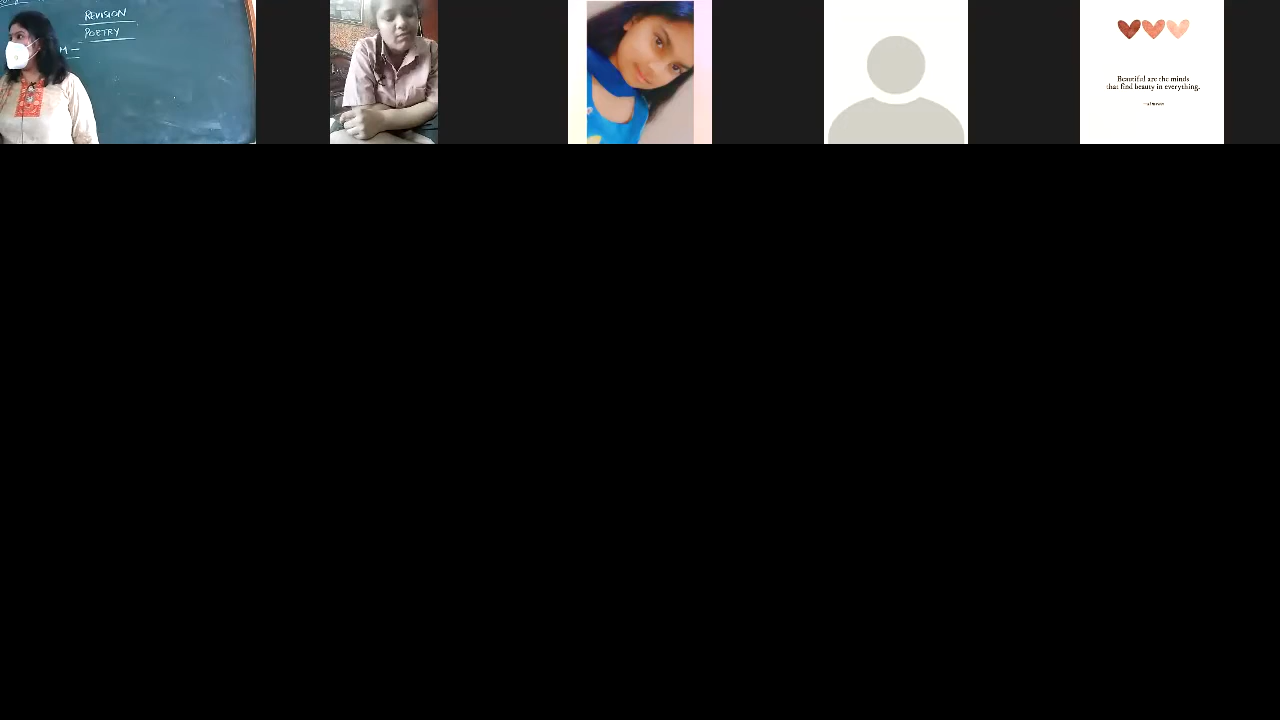 REVISION
POETRY
M -
Beautiful are the minds
that find beauty in everything.